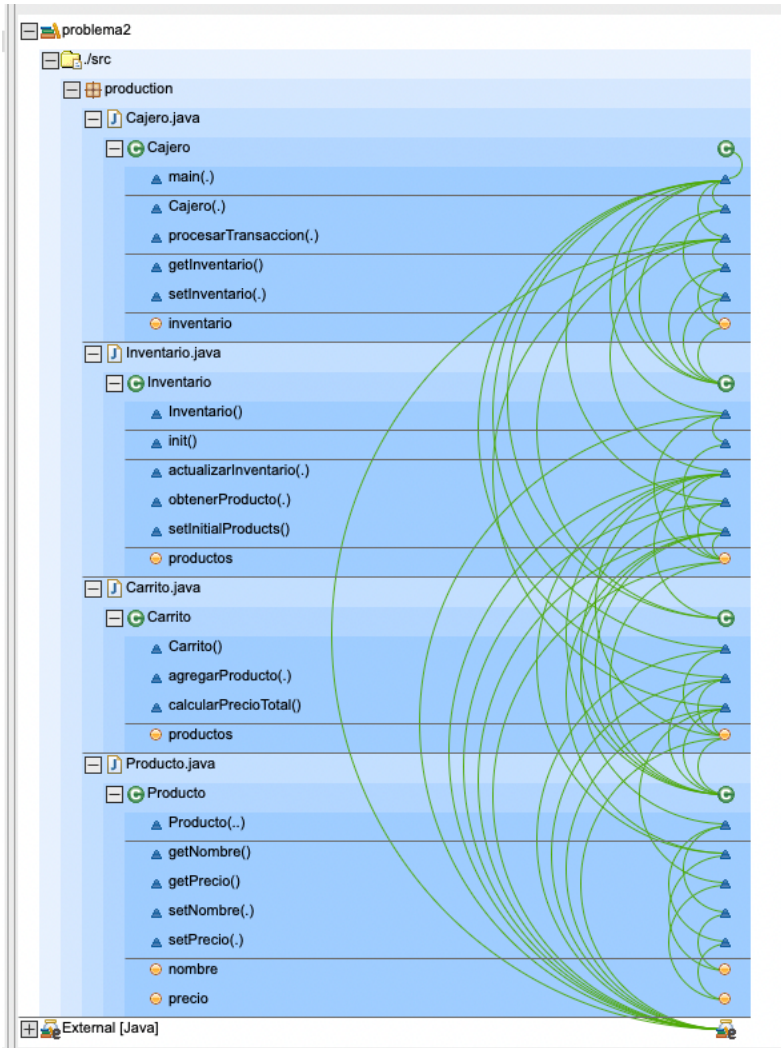 problema2
./src
production
Cajero.java
Cajero
main(.)
Cajero(.)
procesarTransaccion(.)
getInventario()
setInventario(.)
inventario
Inventario.java
Inventario
Inventario()
init()
actualizarInventario(.)
obtenerProducto(.)
setInitialProducts()
productos
Carrito.java
Carrito
Carrito()
agregarProducto(.)
calcularPrecioTotal()
productos
Producto.java
Producto
Producto(..)
getNombre()
getPrecio()
setNombre(.)
setPrecio(.)
nombre
precio
External [Java]